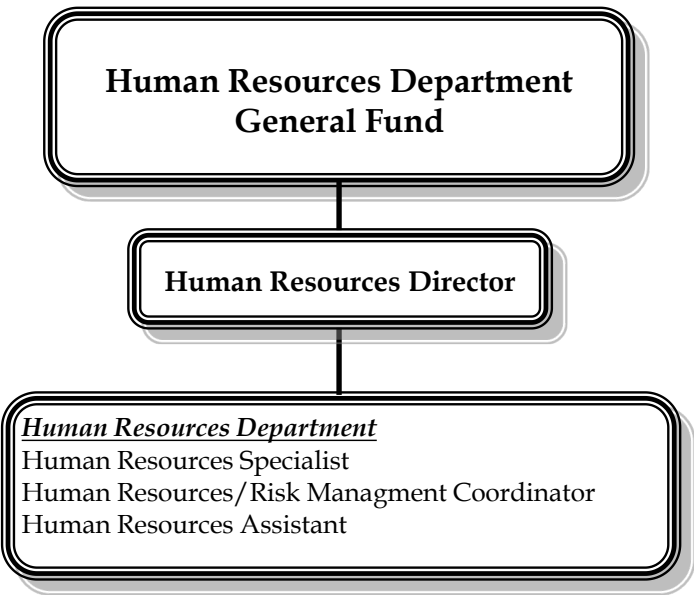 Human Resources Department
General Fund
Human Resources Director
Human Resources Department
Human Resources Specialist
Human Resources/Risk Managment Coordinator
Human Resources Assistant